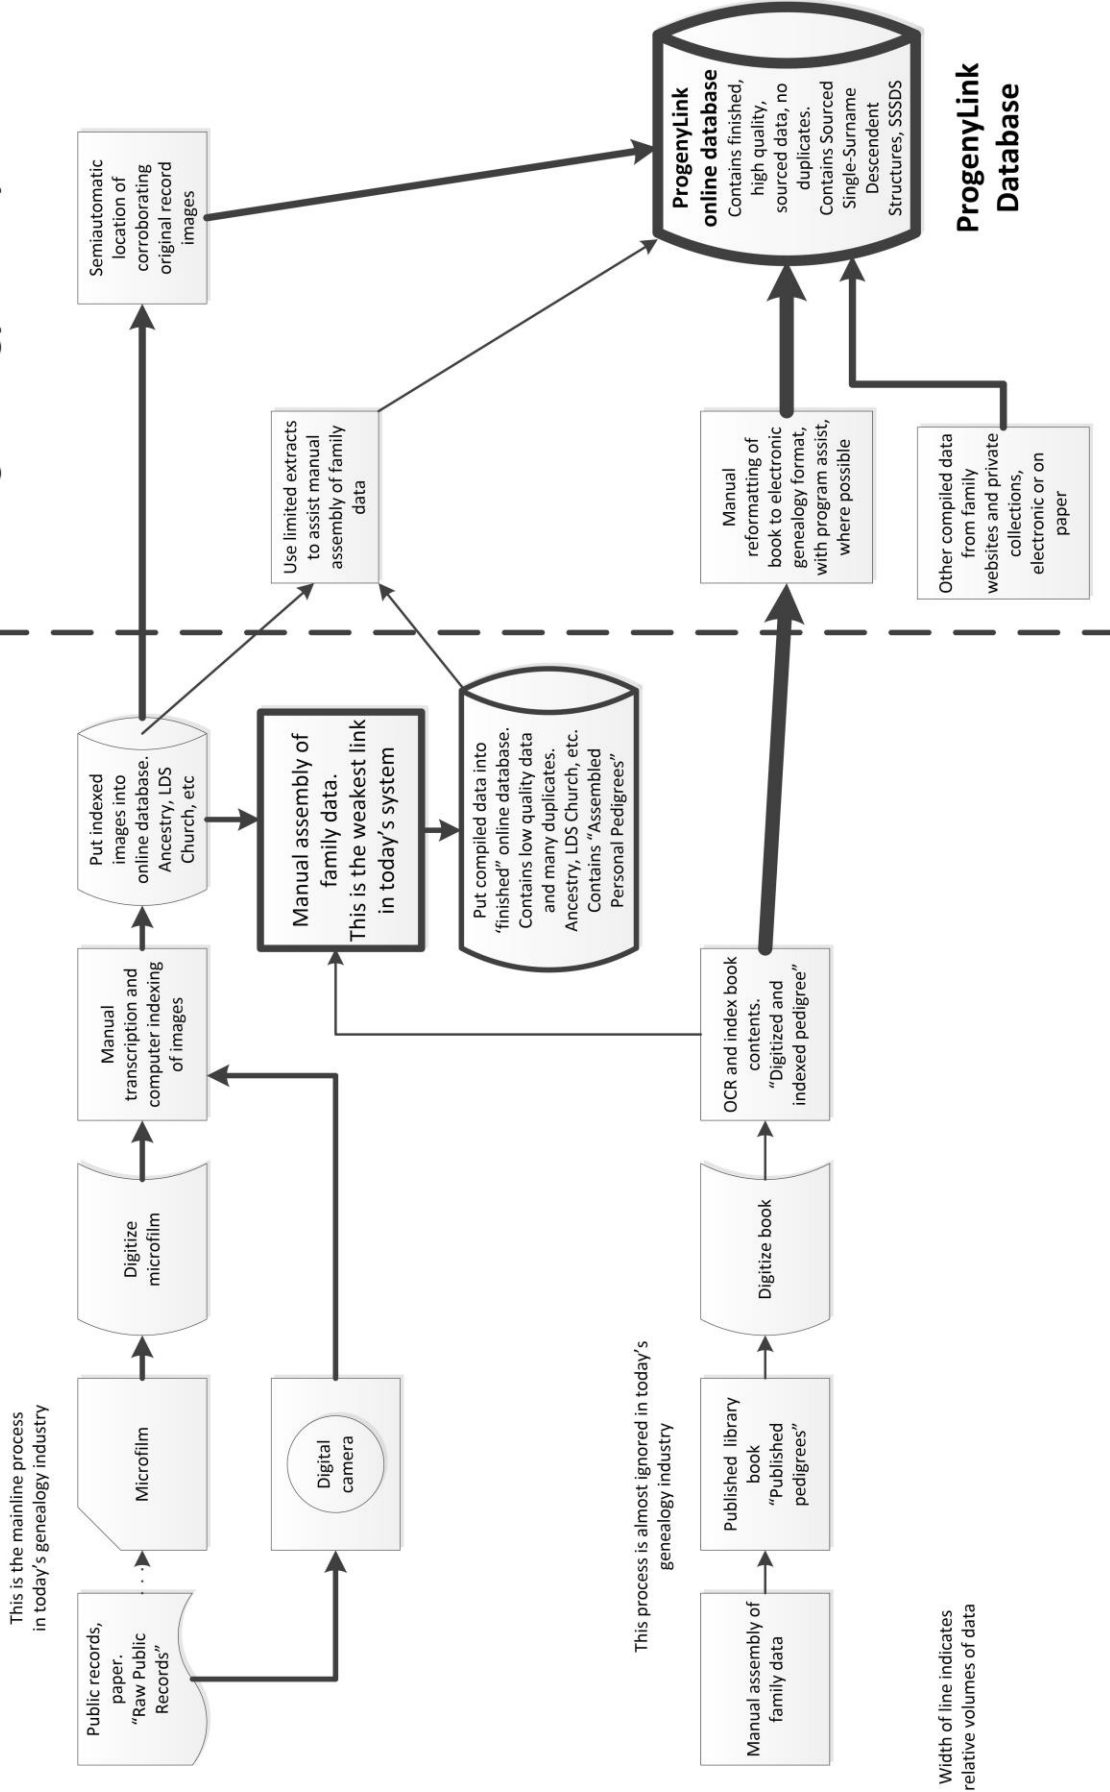 This is the mainline process
in today's genealogy industry
Public records,
paper.
“Raw Public
Records”
. . .
Microfilm
Digitize
microfilm
Manual
transcription and
computer indexing
of images
Put indexed
images into
online database.
Ancestry, LDS
Church, etc
Semiautomatic
location of
corroborating
original record
images
Digital
camera
Manual assembly of
family data.
This is the weakest link
in today's system
Use limited extracts
to assist manual
assembly of family
data
Put compiled data into
‘finished” online database.
Contains low quality data
and many duplicates.
Ancestry, LDS Church, etc.
Contains “Assembled
Personal Pedigrees”
This process is almost ignored in today's
genealogy industry
Manual assembly of
family data
Published library
book
“Published
pedigrees”
Digitize book
OCR and index book
contents.
“Digitized and
indexed pedigree”
Manual
reformatting of
book to electronic
genealogy format,
with program assist,
where possible
ProgenyLink
online database
Contains finished,
high quality,
sourced data, no
duplicates.
Contains Sourced
Single-Surname
Descendent
Structures, SSSDS
Other compiled data
from family
websites and private
collections,
electronic or on
paper
ProgenyLink
Database
Width of line indicates
relative volumes of data